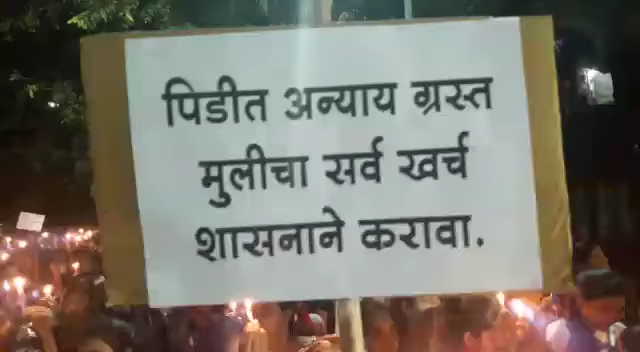 पिडीत अन्याय ग्रस्त
मुलीचा सर्व खर्च
शासनाने करावा.